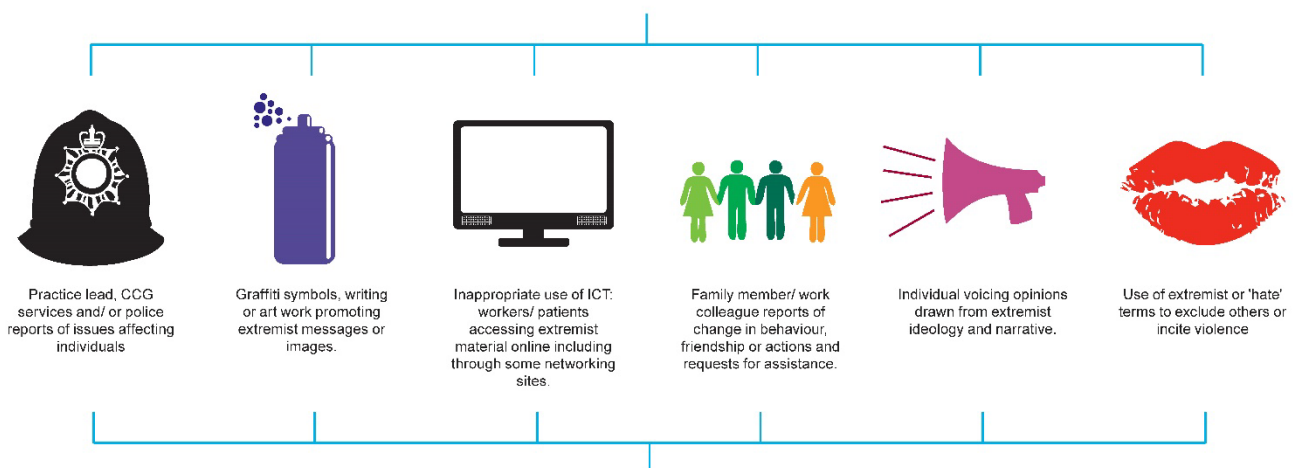 Practice lead, CCG
services and/ or police
reports of issues affecting
individuals
Graffiti symbols, writing
or art work promoting
extremist messages or
images.
Inappropriate use of ICT:
workers/ patients
accessing extremist
material online including
through some networking
sites.
Family member/ work
colleague reports of
change in behaviour,
friendship or actions and
requests for assistance.
Individual voicing opinions
drawn from extremist
ideology and narrative.
Use of extremist or 'hate'
terms to exclude others or
incite violence